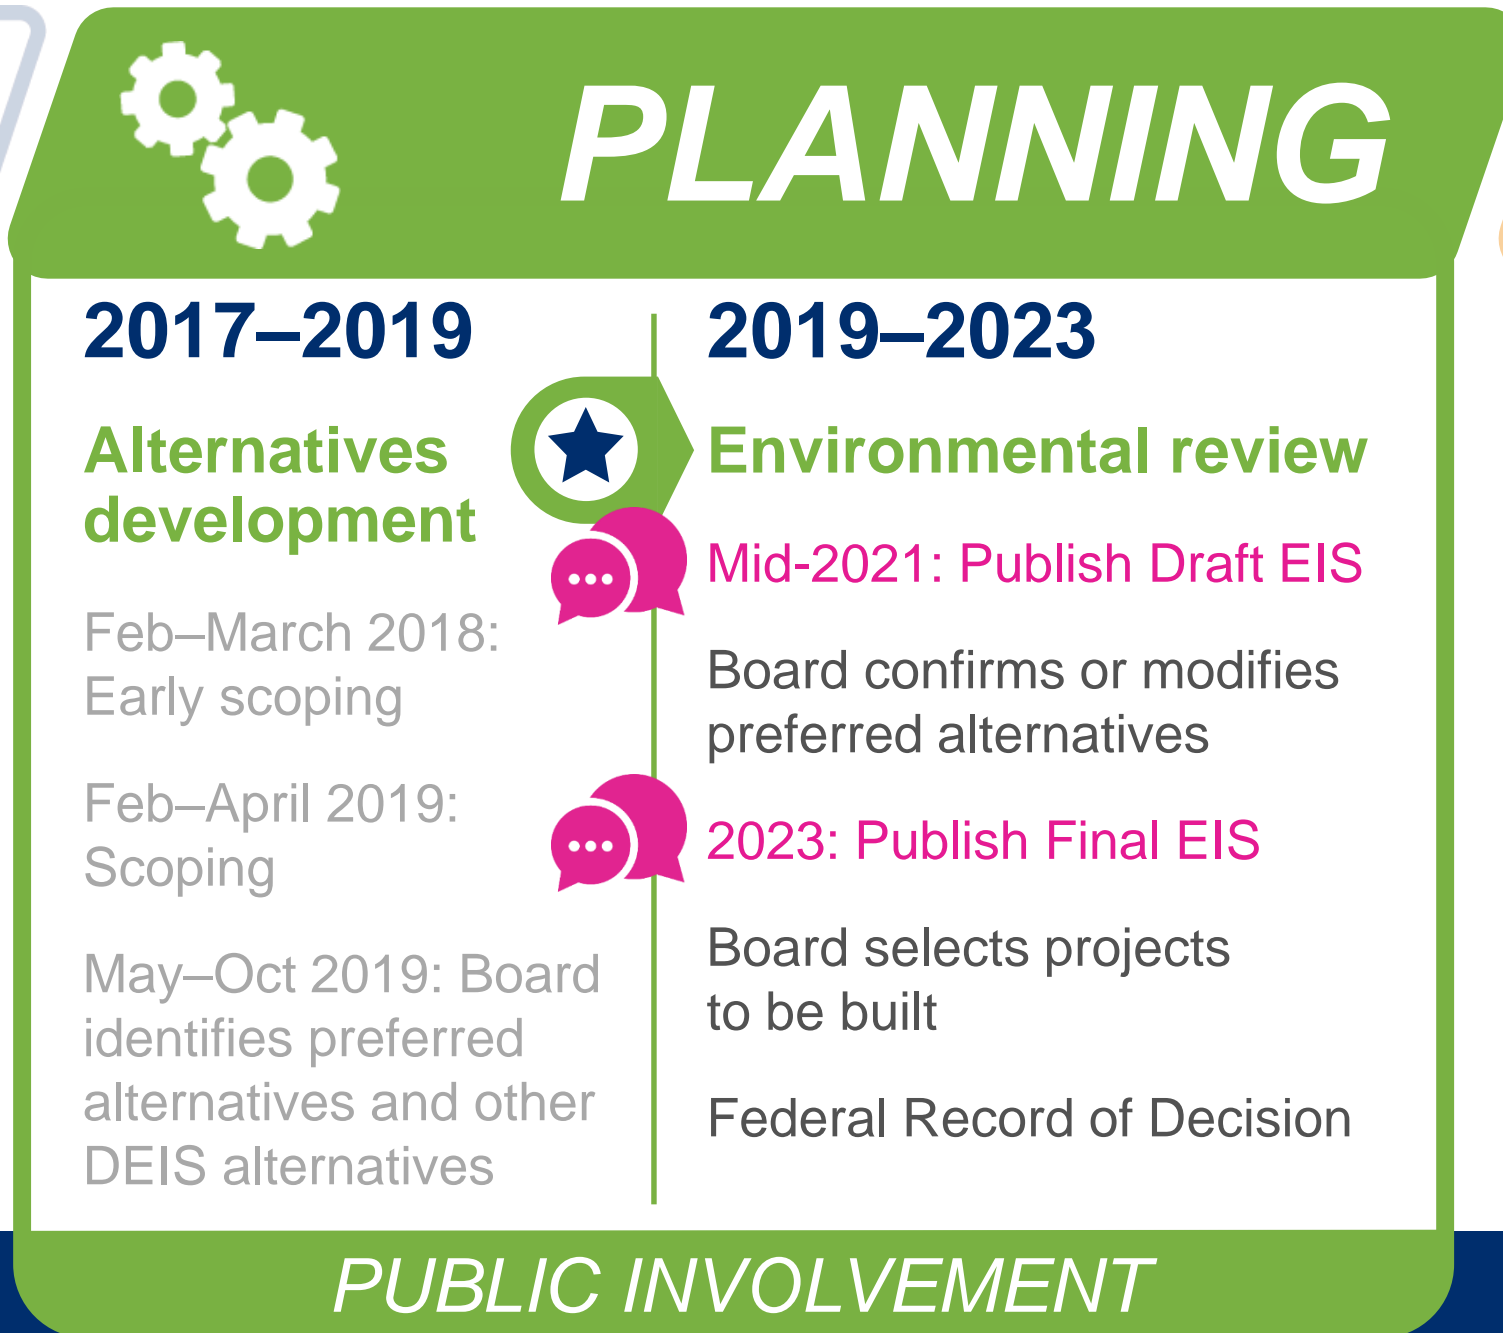 PLANNING
2017–2019
Alternatives
development
Feb–March 2018:
Early scoping
Feb–April 2019:
Scoping
May–Oct 2019: Board
identifies preferred
alternatives and other
DEIS alternatives
2019–2023
Environmental review
Mid-2021: Publish Draft EIS
Board confirms or modifies
preferred alternatives
2023: Publish Final EIS
Board selects projects
to be built
Federal Record of Decision
PUBLIC INVOLVEMENT